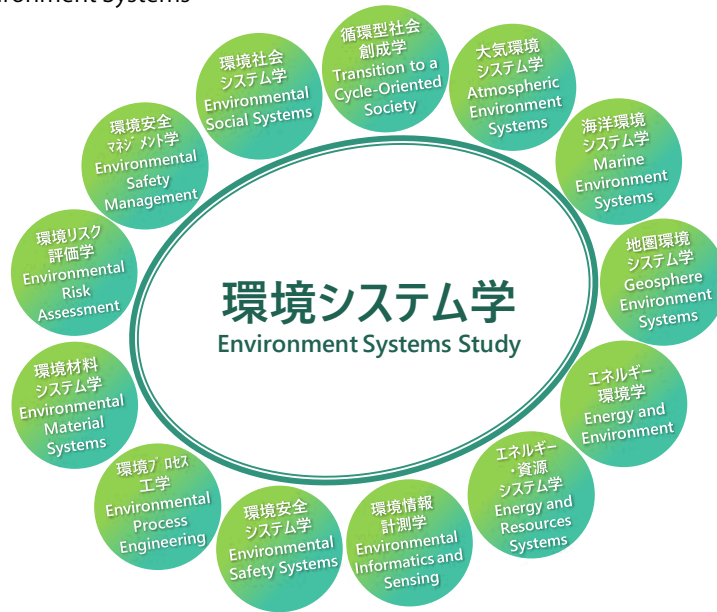 循環型社会
創成学
Transition to a
Cycle-Oriented
Society
大気環境
システム学
Atmospheric
Environment
Systems
海洋環境
システム学
Marine
Environment
Systems
地圏環境
システム学
Geosphere
Environment
Systems
エネルギー
環境学
Energy and
Environment
エネルギー
・資源
システム学
Energy and
Resources
Systems
環境情報
計測学
Environmental
Informatics and
Sensing
環境安全
システム学
Environmental
Safety Systems
環境プロセス
工学
Environmental
Process
Engineering
環境材料
システム学
Environmental
Material
Systems
環境リスク
評価学
Environmental
Risk
Assessment
環境安全
マネジメント学
Environmental
Safety
Management
環境社会
システム学
Environmental
Social Systems
環境システム学
Environment Systems Study